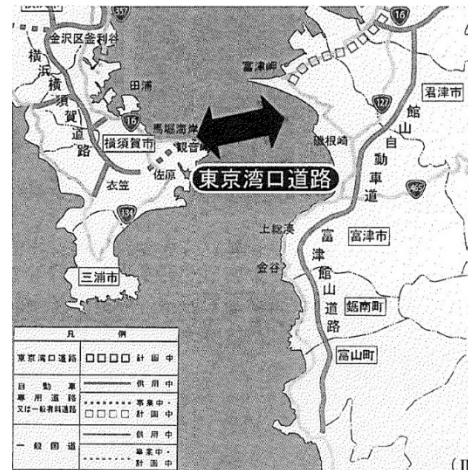 357
金沢区釜利谷
16
富津岬
横浜横須賀道路
田浦
君津市
127
16
馬堀海岸
観音崎
磯根崎
館山自動車道
横須賀市
佐原
衣笠
東京湾口道路
465
134
上総湊
富津市
金谷
富津館山道路
三浦市
鋸南町
富山町
凡例
東京湾口道路
計画中
自動車
専用道路
又は一般有料道路
供用中
事業中・
計画中
一般国道
供用中
事業中・
計画中